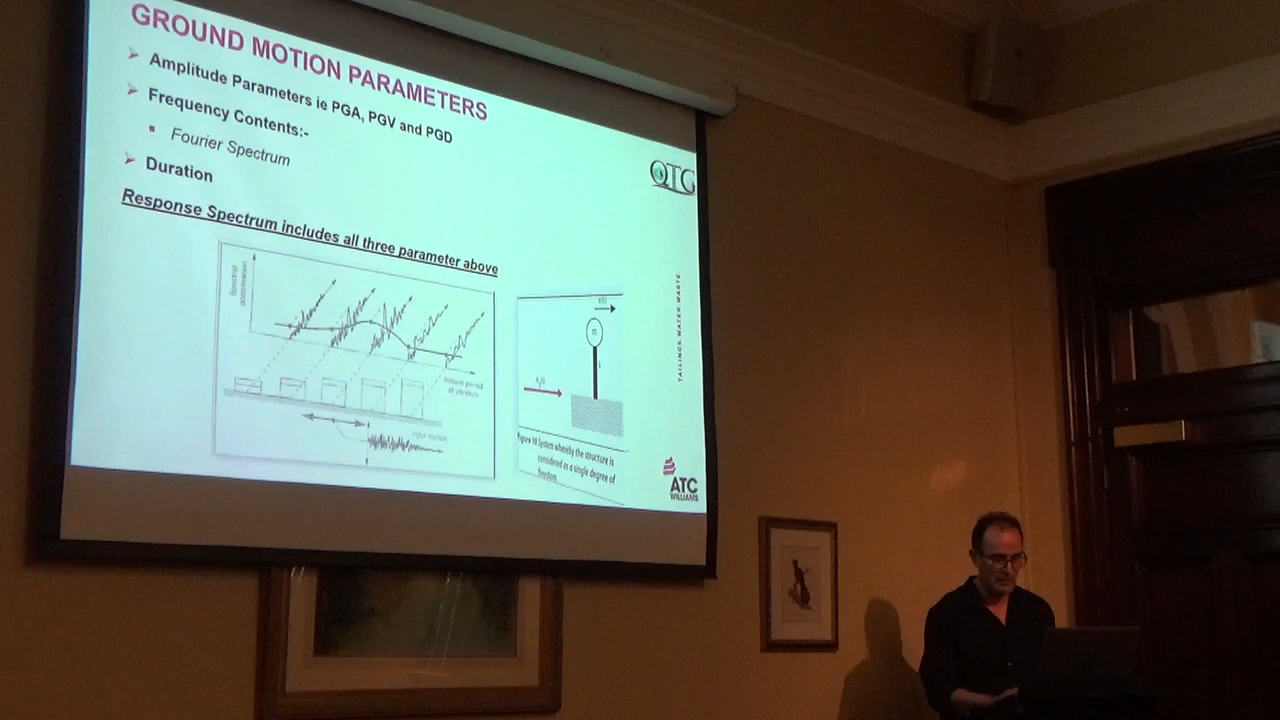 GROUND MOTION PARAMETERS
Amplitude Parameters ie PGA, PGV and PGD
Frequency Contents:-
Fourier Spectrum
Duration
Response Spectrum includes all three parameter above
QTG
TAILINGS.WATER.WASTE.
Spectral
acceleration
Natural period
of vibration
Input motion
Figure 10 System whereby the structure is
considered as a single degree of
freedom
ATC
WILLIAMS